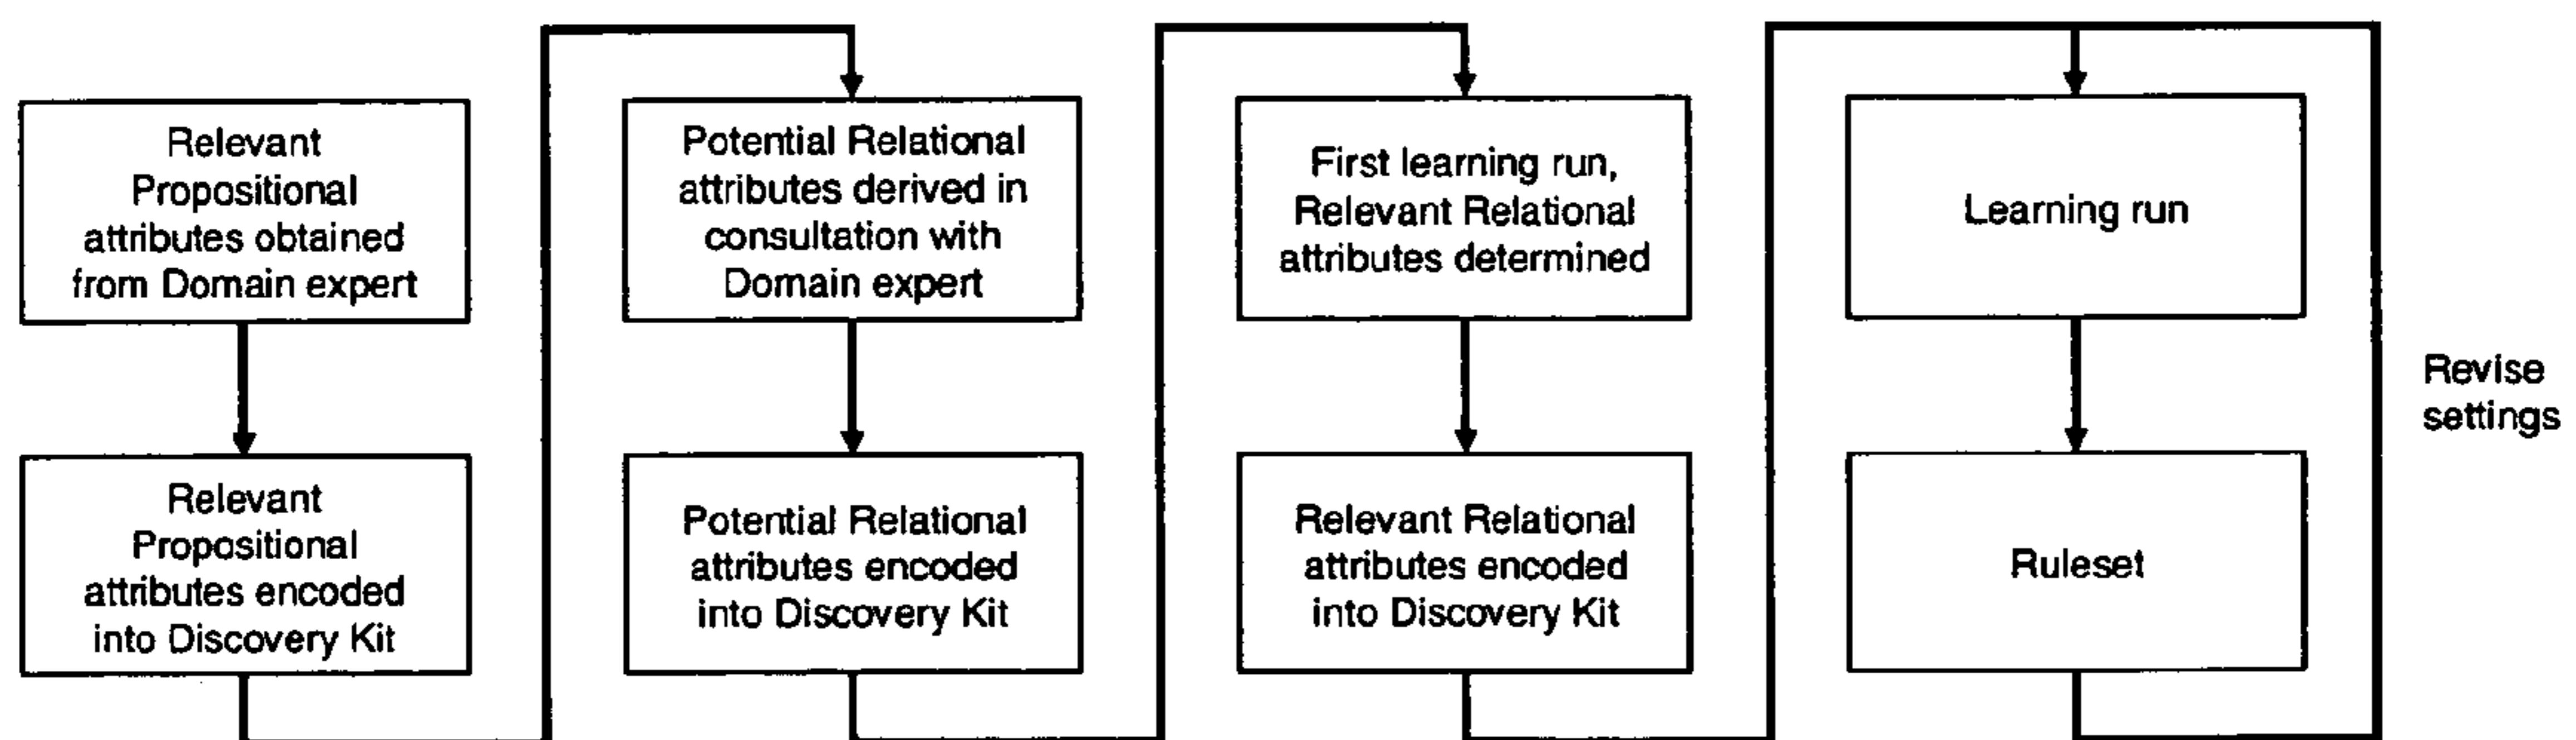 Relevant
Propositional
attributes obtained
from Domain expert
Relevant
Propositional
attributes encoded
into Discovery Kit
Potential Relational
attributes derived in
consultation with
Domain expert
Potential Relational
attributes encoded
into Discovery Kit
First learning run,
Relevant Relational
attributes determined
Relevant Relational
attributes encoded
into Discovery Kit
Learning run
Ruleset
Revise
settings